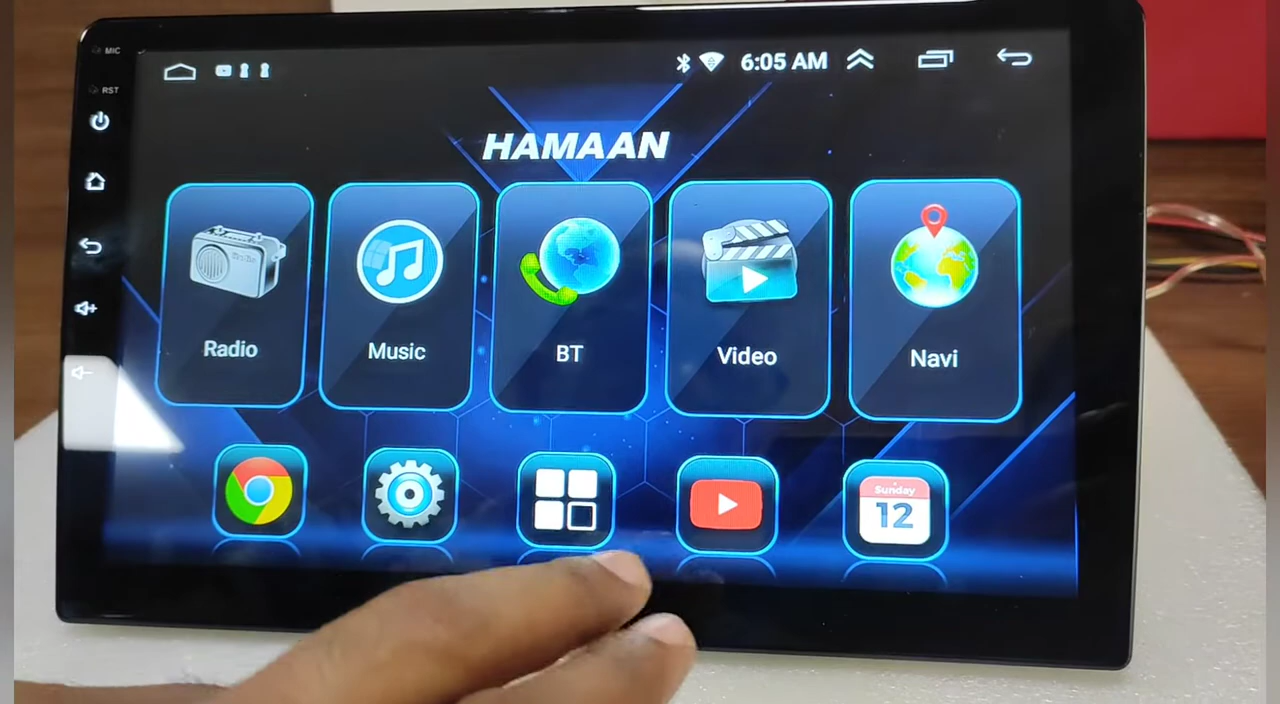 MIC
RST
6:05 AM
HAMAAN
Radio
Music
BT
Video
Navi
Sunday
12